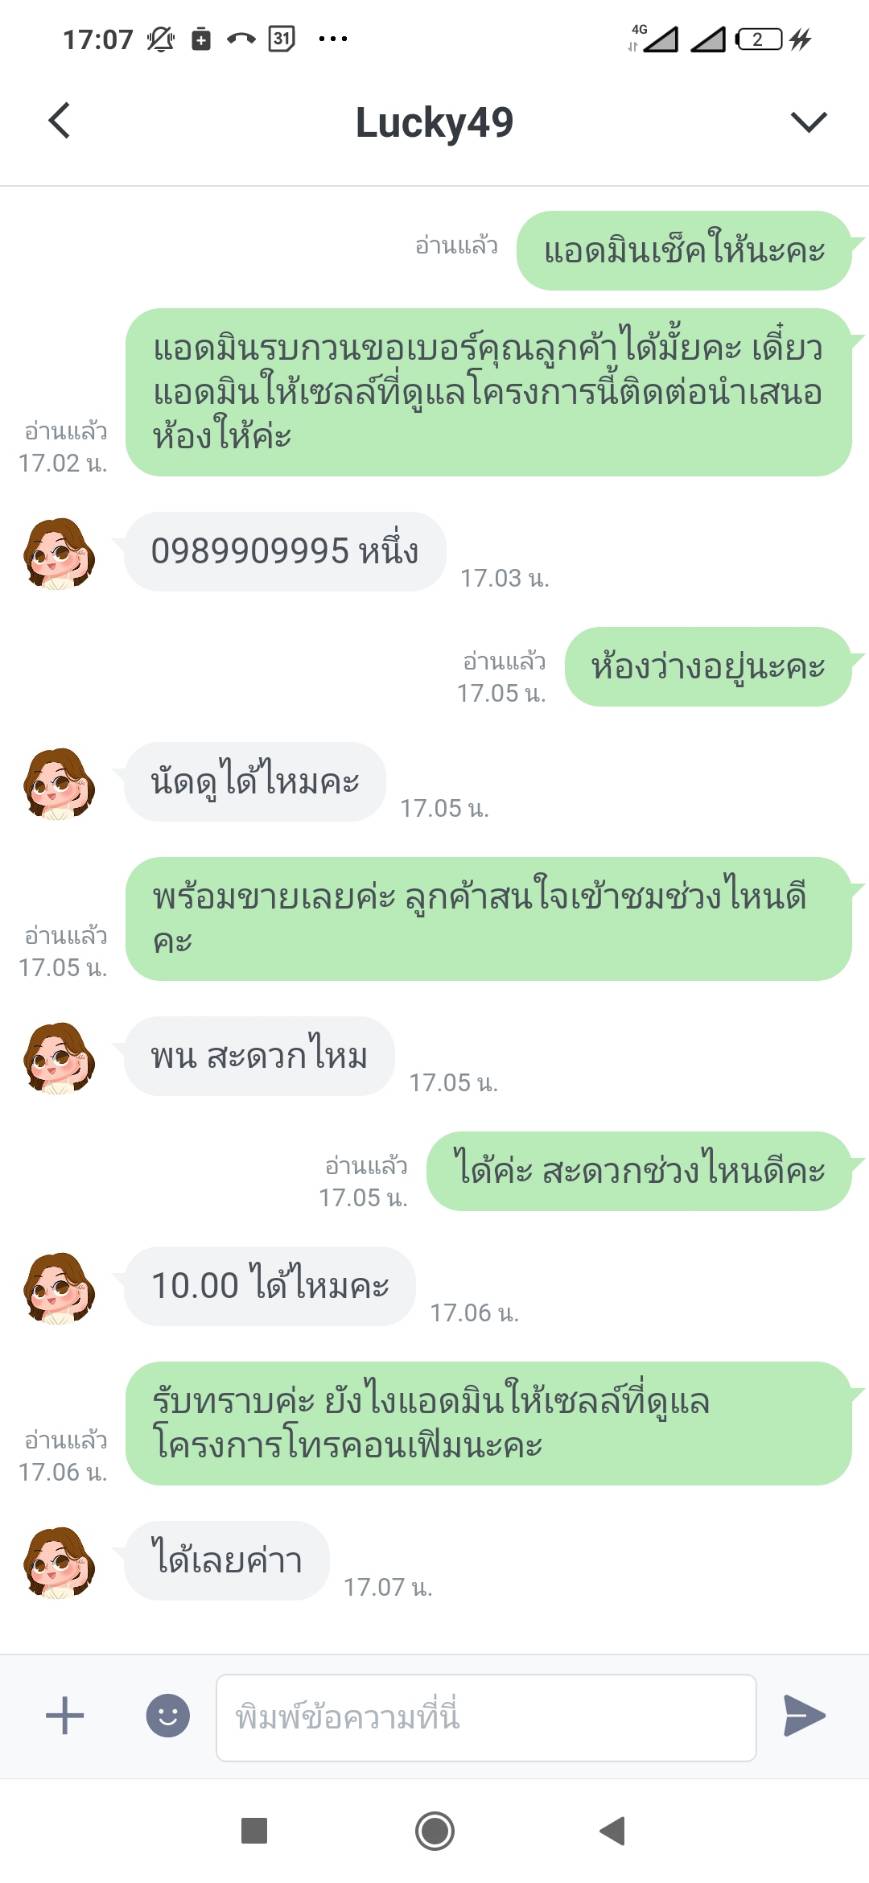 17:07
31
4G
2
Lucky49
อ่านแล้ว
แอดมินเช็คให้นะคะ
แอดมินรบกวนขอเบอร์คุณลูกค้าได้มั้ยคะ เดี๋ยว
แอดมินให้เซลล์ที่ดูแลโครงการนี้ติดต่อนำเสนอ
ห้องให้ค่ะ
อ่านแล้ว
17.02 น.
0989909995 หนึ่ง
17.03 น.
ห้องว่างอยู่นะคะ
อ่านแล้ว
17.05 น.
นัดดูได้ไหมคะ
17.05 น.
พร้อมขายเลยค่ะ ลูกค้าสนใจเข้าชมช่วงไหนดี
คะ
อ่านแล้ว
17.05 น.
พน สะดวกไหม
17.05 น.
ได้ค่ะ สะดวกช่วงไหนดีคะ
อ่านแล้ว
17.05 น.
10.00 ได้ไหมคะ
17.06 น.
รับทราบค่ะ ยังไงแอดมินให้เซลล์ที่ดูแล
โครงการโทรคอนเฟิมนะคะ
อ่านแล้ว
17.06 น.
ได้เลยค่าา
17.07 น.
พิมพ์ข้อความที่นี่